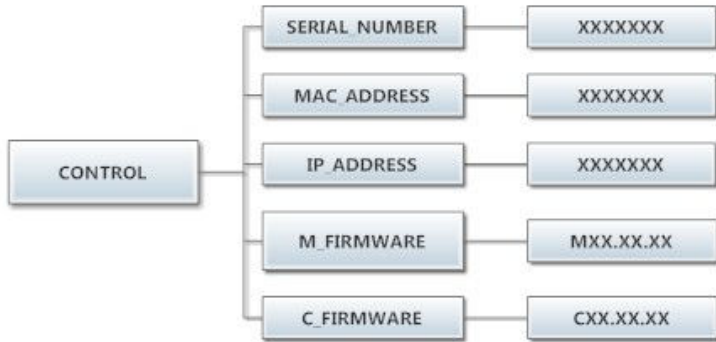 SERIAL_NUMBER XXXXXXX
MAC_ADDRESS XXXXXXX
CONTROL
IP_ADDRESS XXXXXXX
M_FIRMWARE MXX.XX.XX
C_FIRMWARE CXX.XX.XX